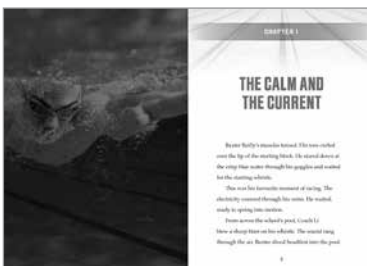 CHAPTER 1
THE CALM AND
THE CURRENT
Baxter Reilly's muscles tensed. His toes curled
over the lip of the starting block. He stared down at
the crisp blue water through his goggles and waited
for the starting whistle.
This was his favourite moment of racing. The
electricity coursed through his veins. He waited,
ready to spring into motion.
From across the school's pool, Coach Li
blew a sharp blast on his whistle. The sound rang
through the air. Baxter dived headfirst into the pool